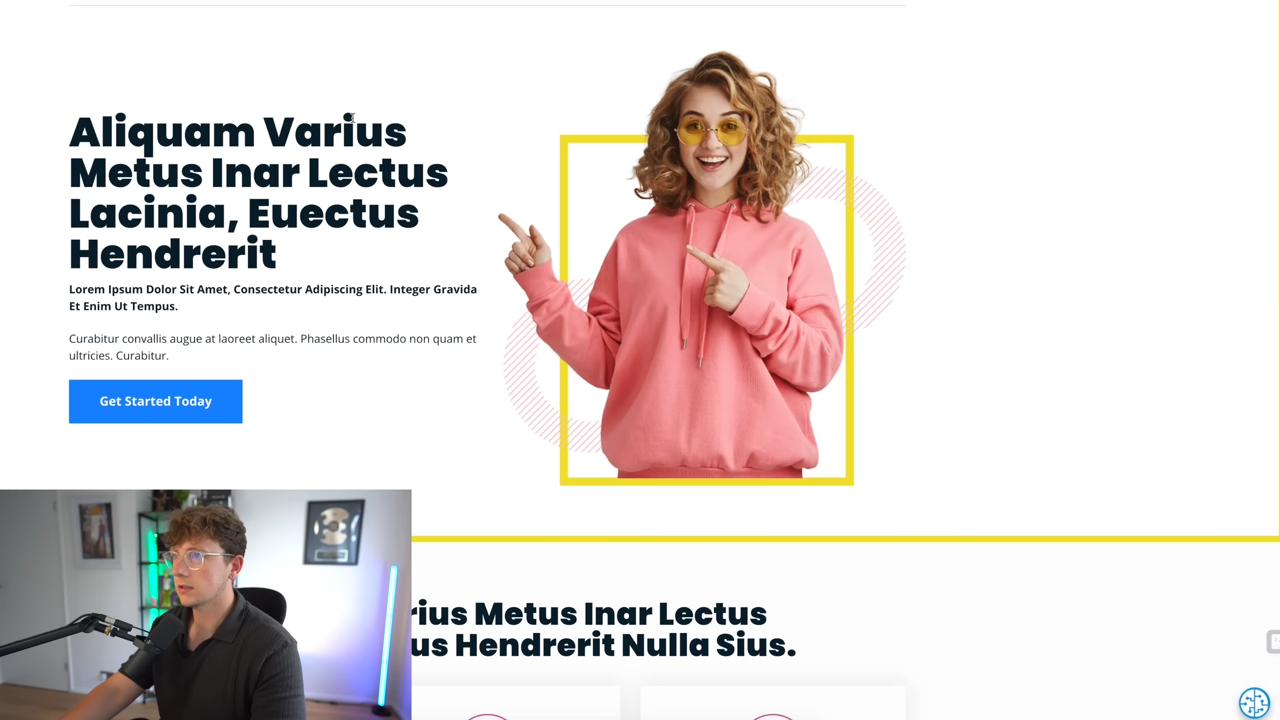 Aliquam Varius
Metus Inar Lectus
Lacinia, Euectus
Hendrerit
Lorem Ipsum Dolor Sit Amet, Consectetur Adipiscing Elit. Integer Gravida
Et Enim Ut Tempus.
Curabitur convallis augue at laoreet aliquet. Phasellus commodo non quam et
ultricies. Curabitur.
Get Started Today
rius Metus Inar Lectus
us Hendrerit Nulla Sius.